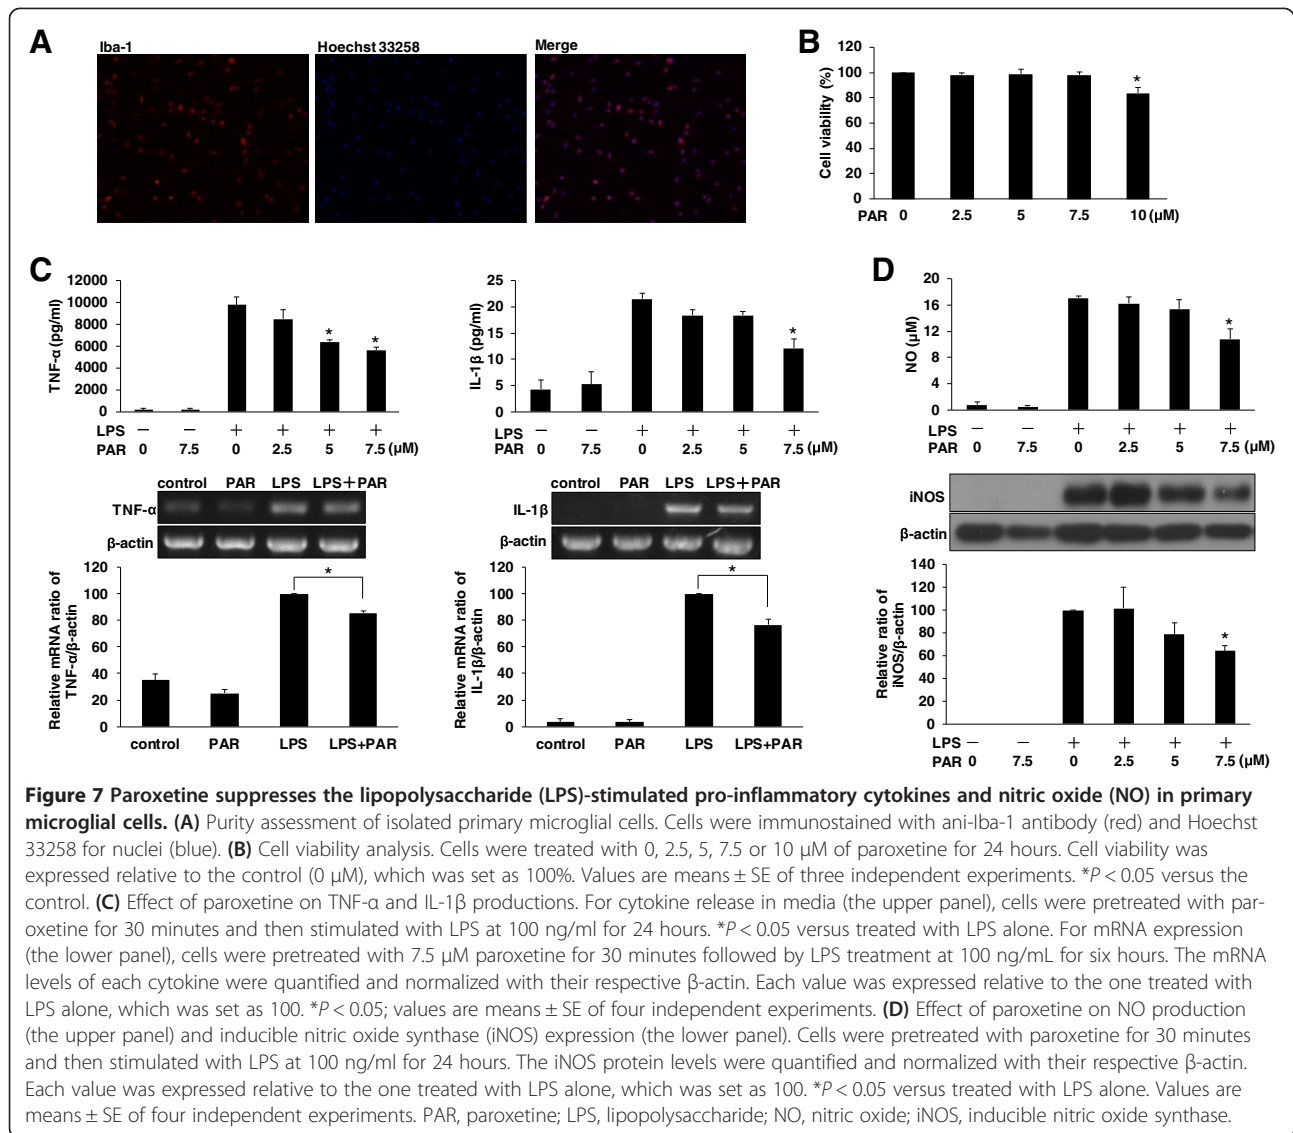 A
Iba-1
Hoechst 33258
Merge
B
Cell viability (%)
120
100
80
60
40
20
0
PAR 0 2.5 5 7.5 10 (μM)
*
C
TNF-α (pg/ml)
12000
10000
8000
6000
4000
2000
0
* *
LPS − − + + + +
PAR 0 7.5 0 2.5 5 7.5 (μM)
control PAR LPS LPS+PAR
TNF-α
β-actin
Relative mRNA ratio of
TNF-α/β-actin
120
100
80
60
40
20
0
*
control PAR LPS LPS+PAR
IL-1β (pg/ml)
25
20
15
10
5
0
*
LPS − − + + + +
PAR 0 7.5 0 2.5 5 7.5 (μM)
control PAR LPS LPS+PAR
IL-1β
β-actin
Relative mRNA ratio of
IL-1β/β-actin
120
100
80
60
40
20
0
*
control PAR LPS LPS+PAR
D
NO (μM)
20
16
12
8
4
0
*
LPS − − + + + +
PAR 0 7.5 0 2.5 5 7.5 (μM)
iNOS
β-actin
Relative ratio of
iNOS/β-actin
140
120
100
80
60
40
20
0
*
LPS − − + + + +
PAR 0 7.5 0 2.5 5 7.5 (μM)
Figure 7 Paroxetine suppresses the lipopolysaccharide (LPS)-stimulated pro-inflammatory cytokines and nitric oxide (NO) in primary
microglial cells. (A) Purity assessment of isolated primary microglial cells. Cells were immunostained with ani-Iba-1 antibody (red) and Hoechst
33258 for nuclei (blue). (B) Cell viability analysis. Cells were treated with 0, 2.5, 5, 7.5 or 10 μM of paroxetine for 24 hours. Cell viability was
expressed relative to the control (0 μM), which was set as 100%. Values are means ± SE of three independent experiments. *P < 0.05 versus the
control. (C) Effect of paroxetine on TNF-α and IL-1β productions. For cytokine release in media (the upper panel), cells were pretreated with par-
oxetine for 30 minutes and then stimulated with LPS at 100 ng/ml for 24 hours. *P < 0.05 versus treated with LPS alone. For mRNA expression
(the lower panel), cells were pretreated with 7.5 μM paroxetine for 30 minutes followed by LPS treatment at 100 ng/mL for six hours. The mRNA
levels of each cytokine were quantified and normalized with their respective β-actin. Each value was expressed relative to the one treated with
LPS alone, which was set as 100. *P < 0.05; values are means ± SE of four independent experiments. (D) Effect of paroxetine on NO production
(the upper panel) and inducible nitric oxide synthase (iNOS) expression (the lower panel). Cells were pretreated with paroxetine for 30 minutes
and then stimulated with LPS at 100 ng/ml for 24 hours. The iNOS protein levels were quantified and normalized with their respective β-actin.
Each value was expressed relative to the one treated with LPS alone, which was set as 100. *P < 0.05 versus treated with LPS alone. Values are
means ± SE of four independent experiments. PAR, paroxetine; LPS, lipopolysaccharide; NO, nitric oxide; iNOS, inducible nitric oxide synthase.